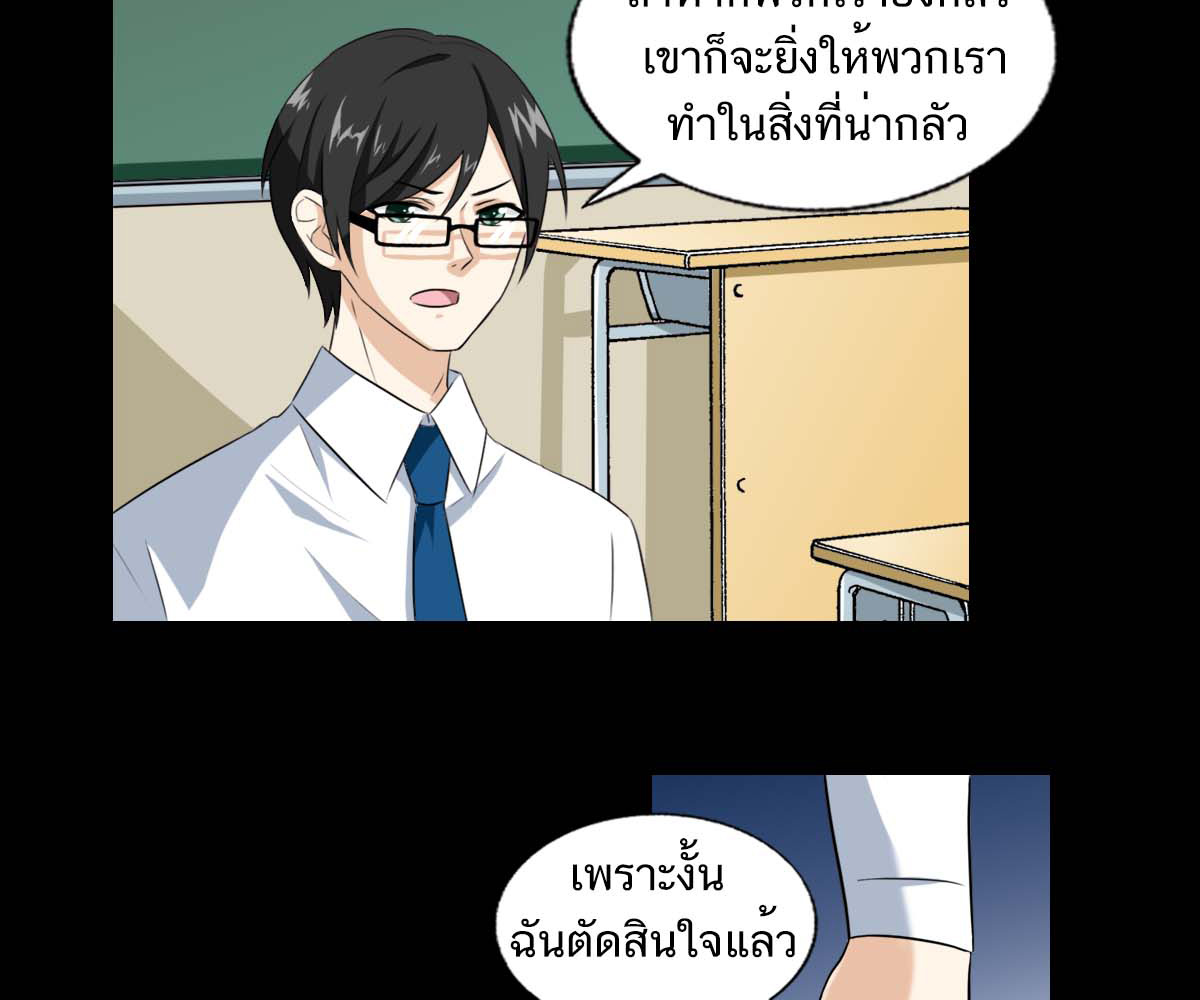 เขาก็จะยิ่งให้พวกเรา
ทำในสิ่งที่น่ากลัว
เพราะงั้น
ฉันตัดสินใจแล้ว